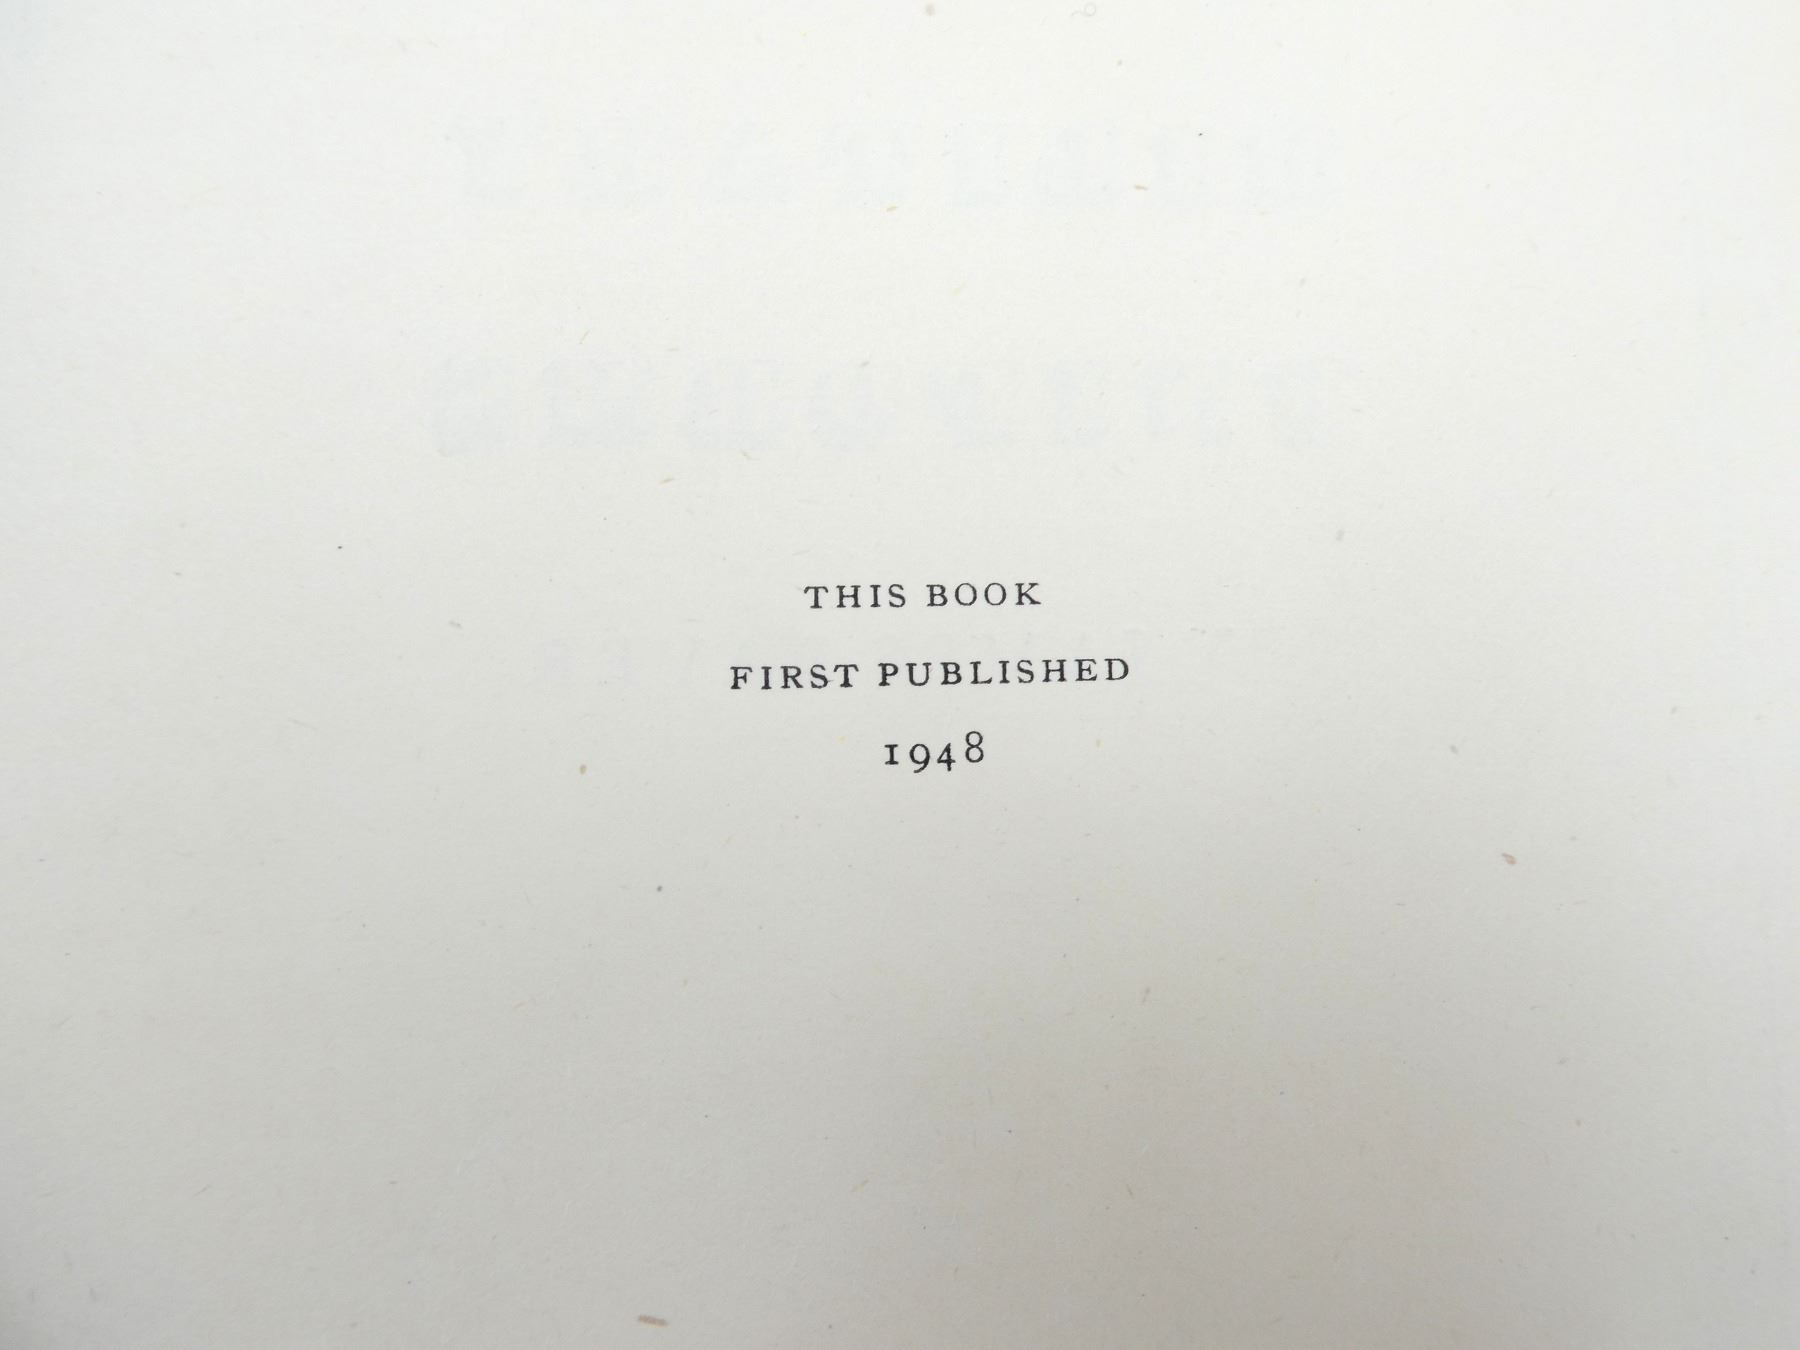 THIS BOOK
FIRST PUBLISHED
1948